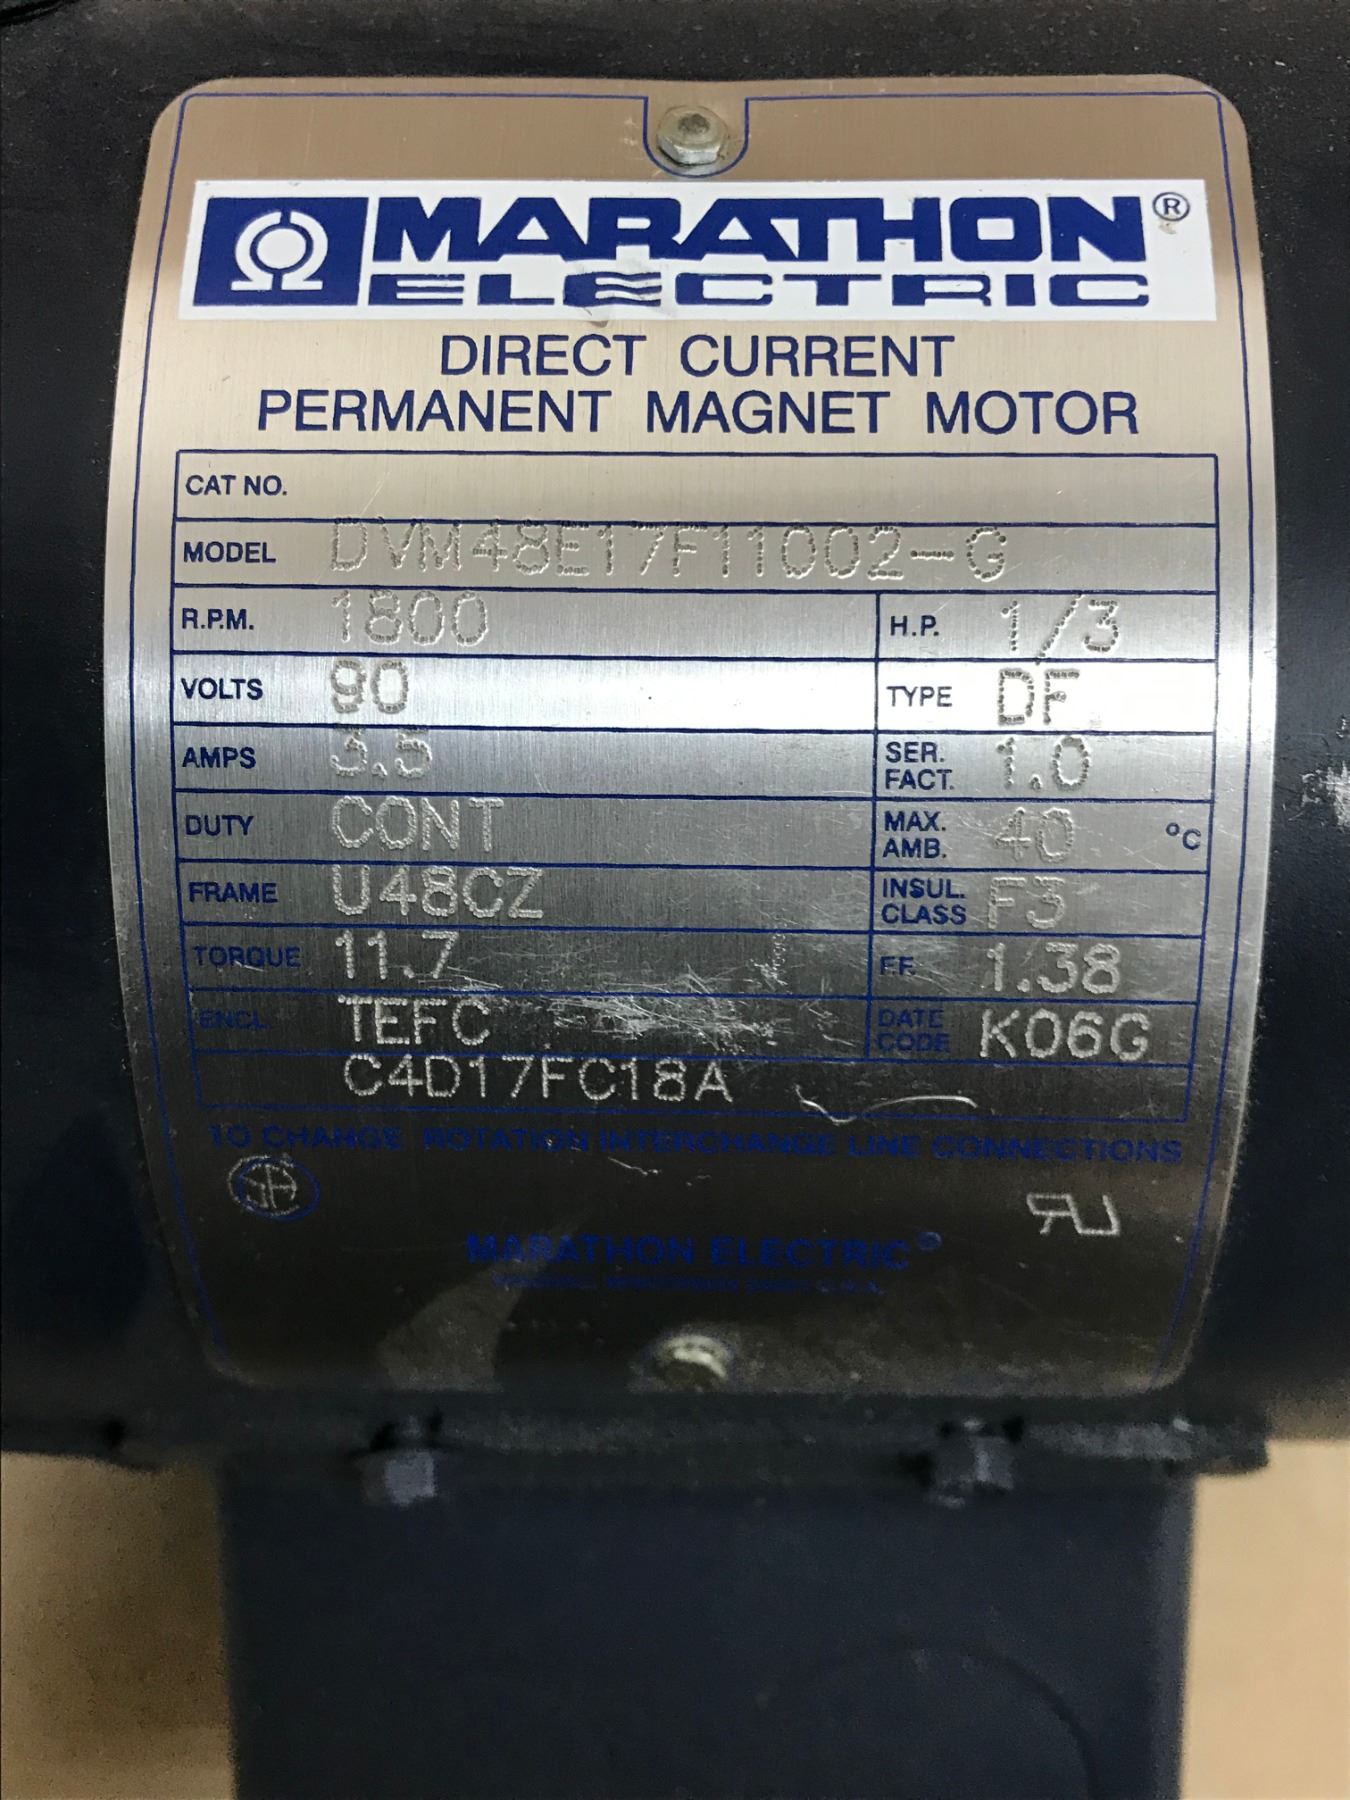 MARATHON®
ELECTRIC
DIRECT CURRENT
PERMANENT MAGNET MOTOR
CAT NO.
MODEL DVM48E17F11002-G
R.P.M. 1800 H.P. 1/3
VOLTS 90 TYPE DF
AMPS 3.5 SER. FACT. 1.0
DUTY CONT MAX. AMB. 40 °C
FRAME U48CZ INSUL. CLASS F3
TORQUE 11.7 F.F. 1.38
ENCL TEFC DATE CODE K06G
C4D17FC18A
TO CHANGE ROTATION INTERCHANGE LINE CONNECTIONS
MARATHON ELECTRIC®